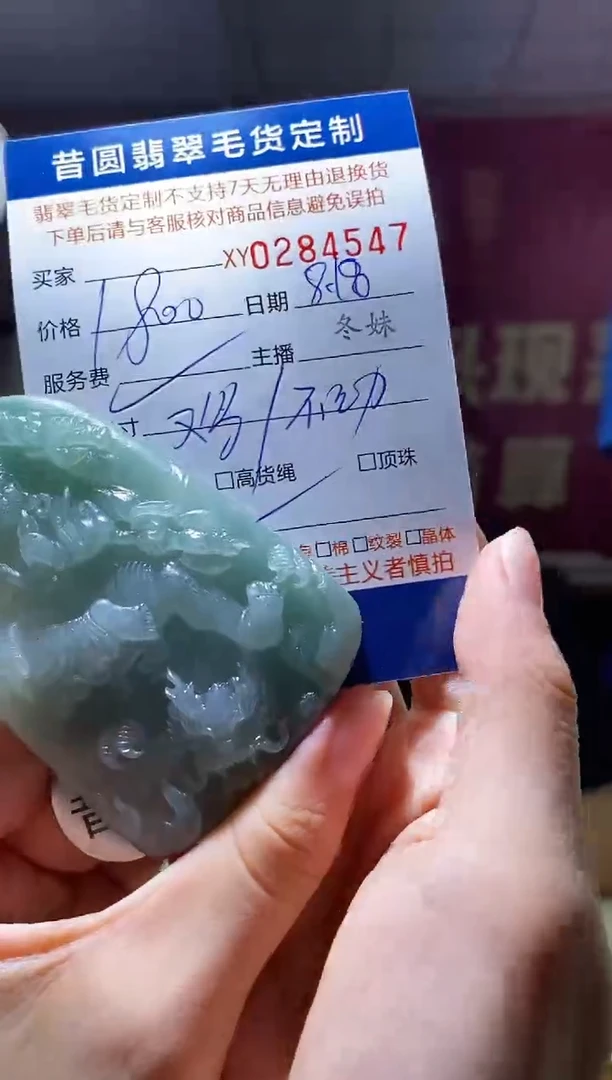 昔圆翡翠毛货定制
翡翠毛货定制不支持7天无理由退换货
下单后请与客服核对商品信息避免误拍
买家 XY0284547
价格 1800 日期 8.18
服务费 主播 冬妹
寸
□高货绳 □顶珠
□棉 □纹裂 □晶体
主义者慎拍